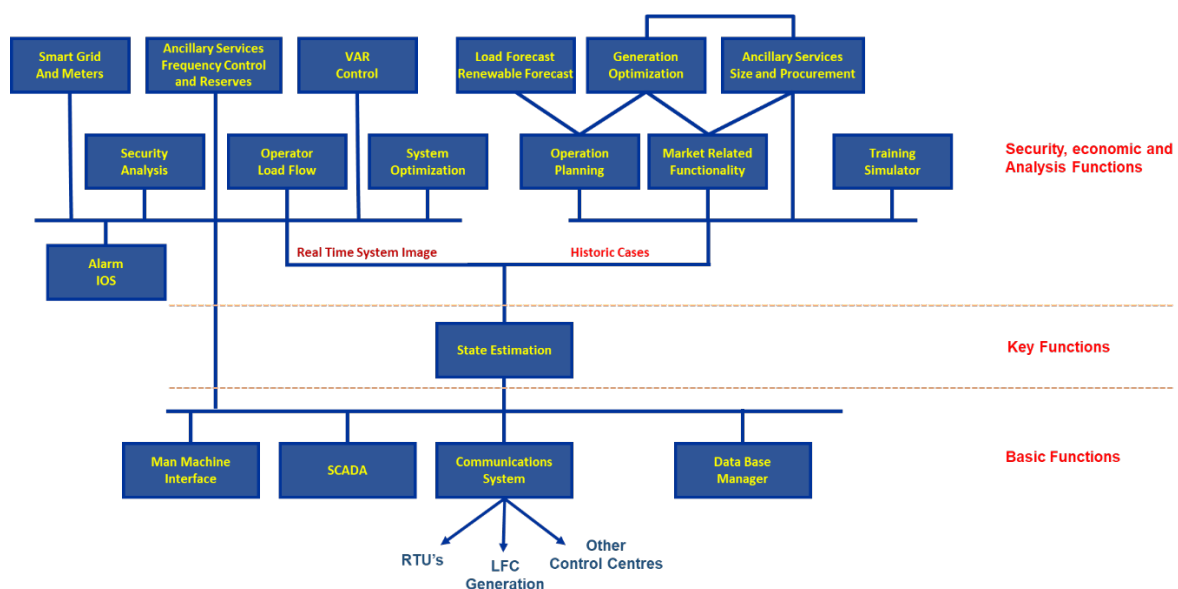 Smart Grid
And Meters
Ancillary Services
Frequency Control
and Reserves
VAR
Control
Load Forecast
Renewable Forecast
Generation
Optimization
Ancillary Services
Size and Procurement
Security
Analysis
Operator
Load Flow
System
Optimization
Operation
Planning
Market Related
Functionality
Training
Simulator
Security, economic and
Analysis Functions
Alarm
IOS
Real Time System Image
Historic Cases
State Estimation
Key Functions
Man Machine
Interface
SCADA
Communications
System
Data Base
Manager
Basic Functions
RTU's
LFC
Generation
Other
Control Centres